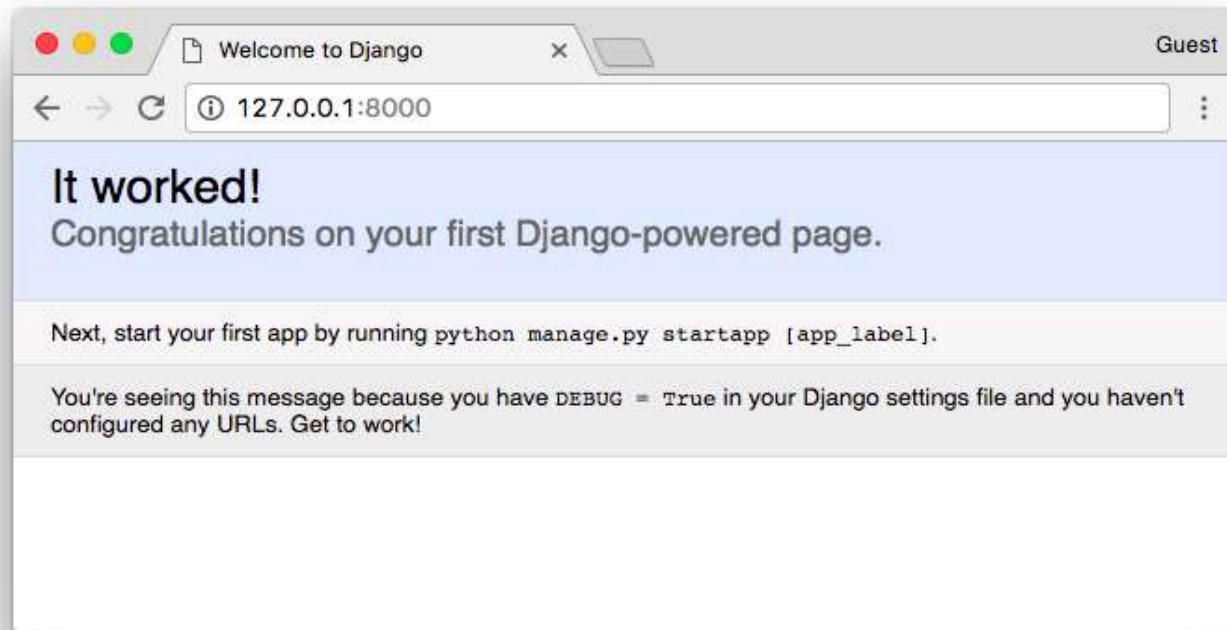 Welcome to Django
Guest
127.0.0.1:8000
It worked!
Congratulations on your first Django-powered page.
Next, start your first app by running python manage.py startapp [app_label].
You're seeing this message because you have DEBUG = True in your Django settings file and you haven't
configured any URLs. Get to work!